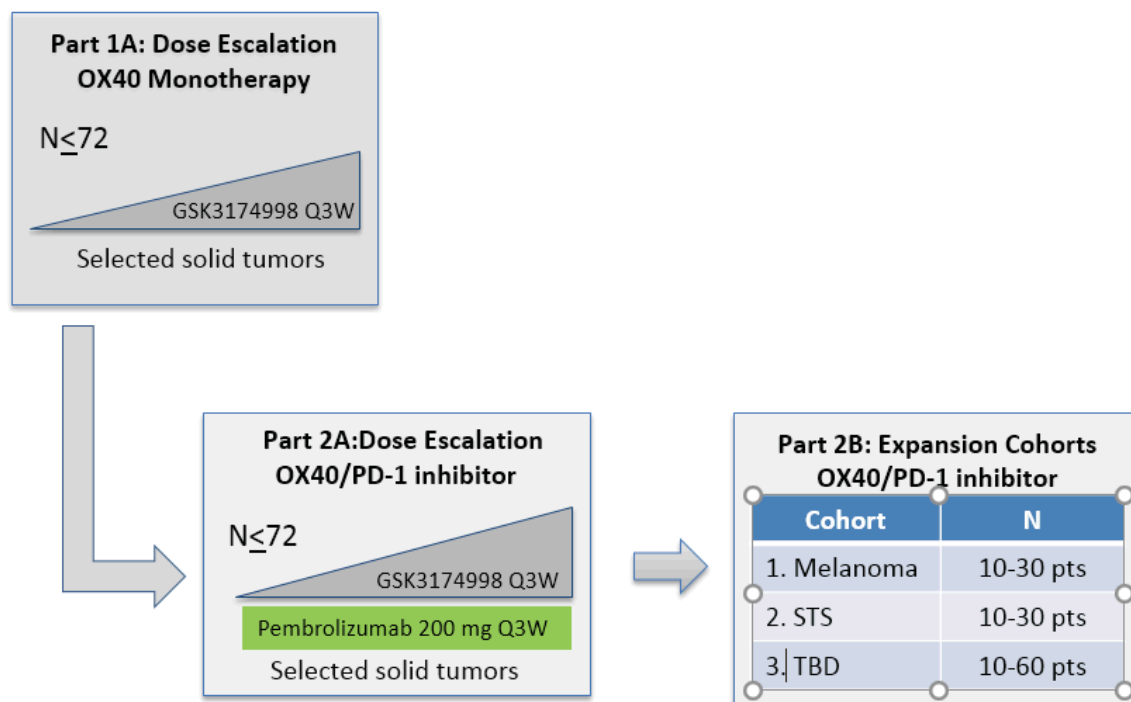 Part 1A: Dose Escalation
OX40 Monotherapy
N≤72
GSK3174998 Q3W
Selected solid tumors
Part 2A:Dose Escalation
OX40/PD-1 inhibitor
N≤72
GSK3174998 Q3W
Pembrolizumab 200 mg Q3W
Selected solid tumors
Part 2B: Expansion Cohorts
OX40/PD-1 inhibitor
Cohort N
1. Melanoma 10-30 pts
2. STS 10-30 pts
3. TBD 10-60 pts